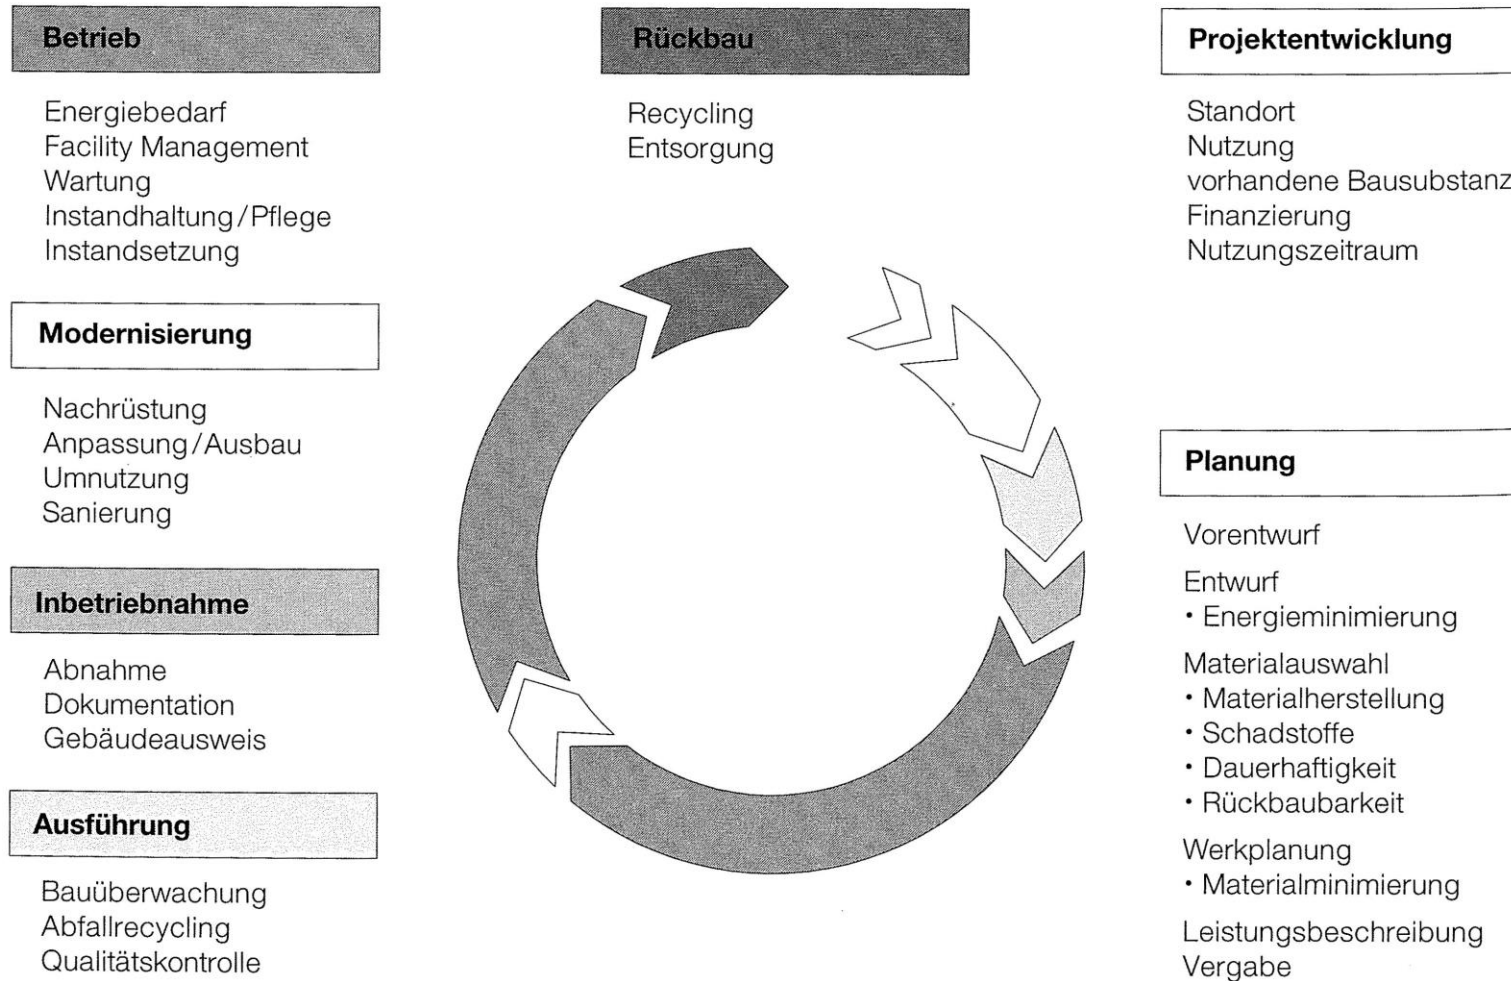 Betrieb
Energiebedarf
Facility Management
Wartung
Instandhaltung/Pflege
Instandsetzung
Modernisierung
Nachrüstung
Anpassung/Ausbau
Umnutzung
Sanierung
Inbetriebnahme
Abnahme
Dokumentation
Gebäudeausweis
Ausführung
Bauüberwachung
Abfallrecycling
Qualitätskontrolle
Rückbau
Recycling
Entsorgung
Projektentwicklung
Standort
Nutzung
vorhandene Bausubstanz
Finanzierung
Nutzungszeitraum
Planung
Vorentwurf
Entwurf
• Energieminimierung
Materialauswahl
• Materialherstellung
• Schadstoffe
• Dauerhaftigkeit
• Rückbaubarkeit
Werkplanung
• Materialminimierung
Leistungsbeschreibung
Vergabe